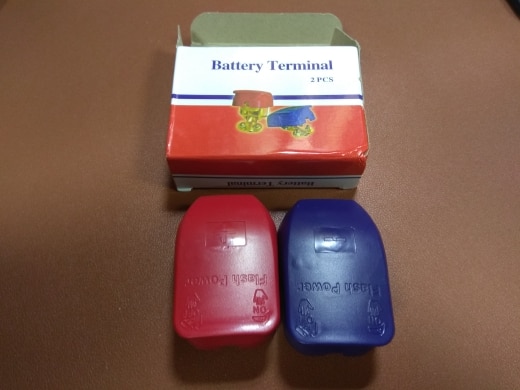 Battery Terminal
2 PCS
Battery Terminal
Flash Power
NO
Flash Power